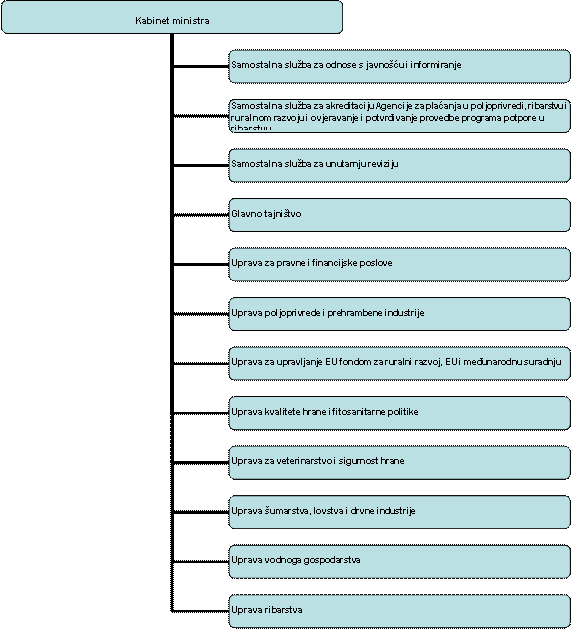 Kabinet ministra
Samostalna služba za odnose s javnošću i informiranje
Samostalna služba za akreditaciju Agencije za plaćanja u poljoprivredi, ribarstvu i
ruralnom razvoju i ovjeravanje i potvrđivanje provedbe programa potpore u
ribarstvu
Samostalna služba za unutarnju reviziju
Glavno tajništvo
Uprava za pravne i financijske poslove
Uprava poljoprivrede i prehrambene industrije
Uprava za upravljanje EU fondom za ruralni razvoj, EU i međunarodnu suradnju
Uprava kvalitete hrane i fitosanitarne politike
Uprava za veterinarstvo i sigurnost hrane
Uprava šumarstva, lovstva i drvne industrije
Uprava vodnoga gospodarstva
Uprava ribarstva